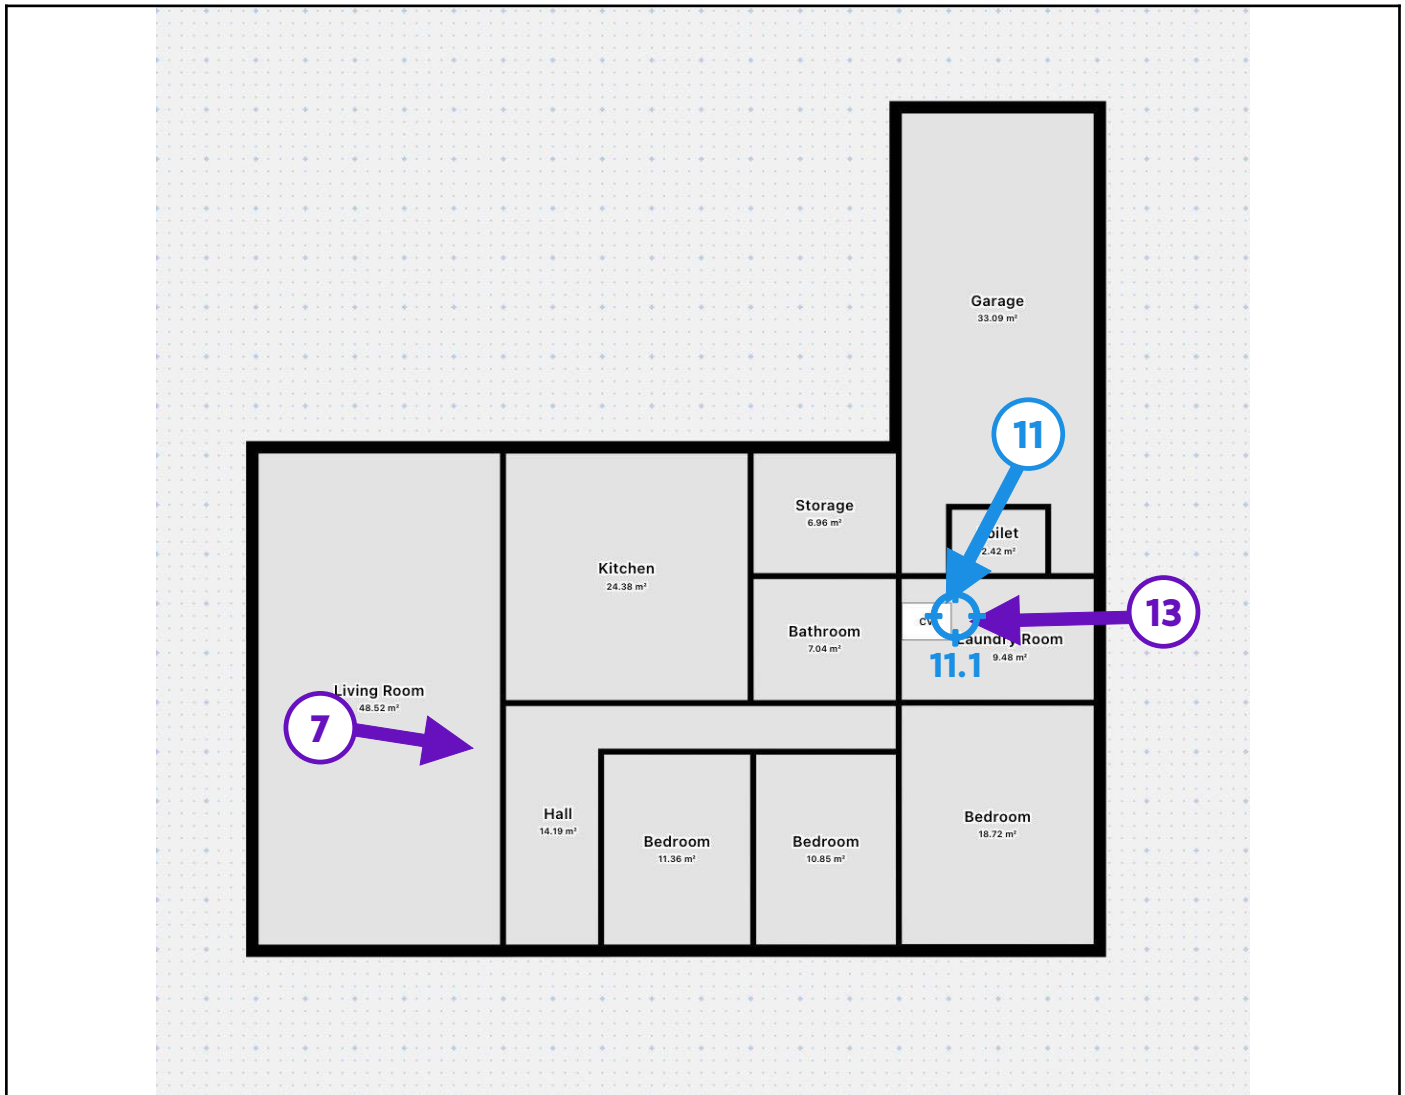 Garage
33.09 m²
11
Storage
6.96 m²
2.42 m²
Kitchen
24.38 m²
13
Bathroom
7.04 m²
Laundry Room
9.48 m²
11.1
Living Room
48.52 m²
7
Hall
14.19 m²
Bedroom
11.36 m²
Bedroom
10.85 m²
Bedroom
18.72 m²